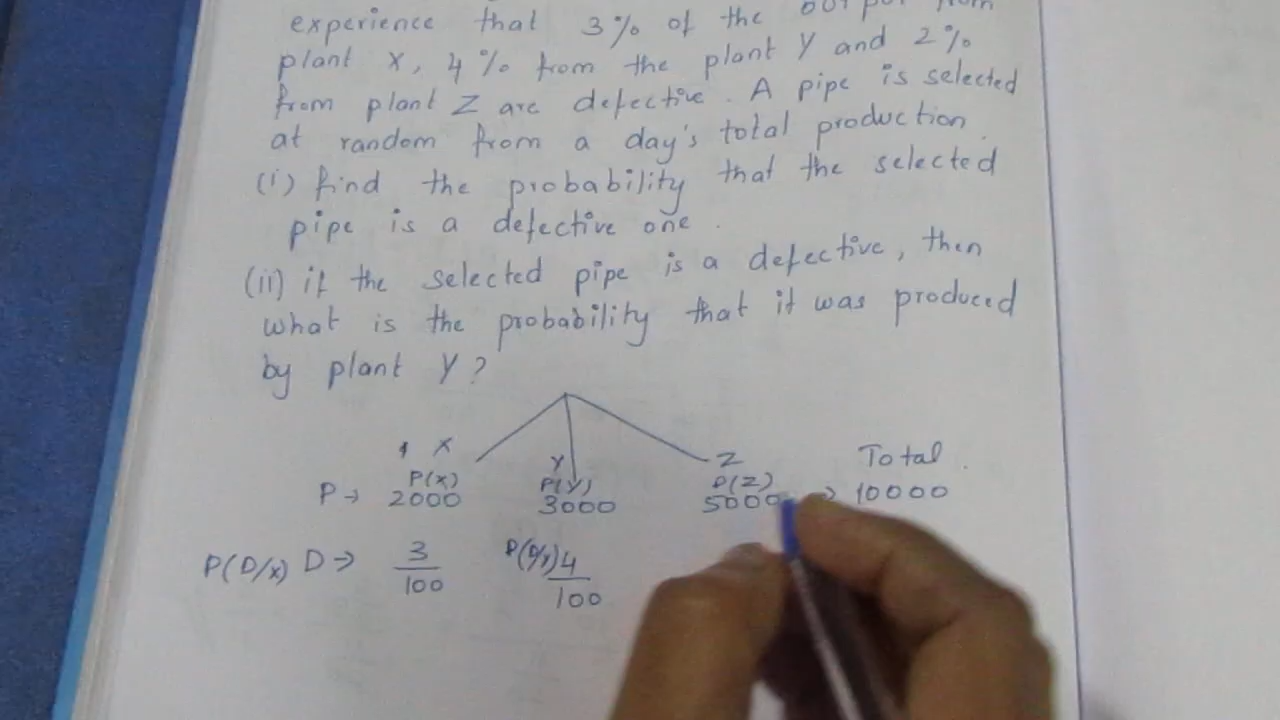 experience that 3% of the output from
plant X, 4% from the plant Y and 2%
from plant Z are defective. A pipe is selected
at random from a day's total production.
(i) find the probability that the selected
pipe is a defective one.
(ii) if the selected pipe is a defective, then
what is the probability that it was produced
by plant Y?
X Y Z Total
P(X) P(Y) P(Z)
P → 2000 3000 5000 → 10000
P(D/X) D → 3/100 P(D/Y) 4/100